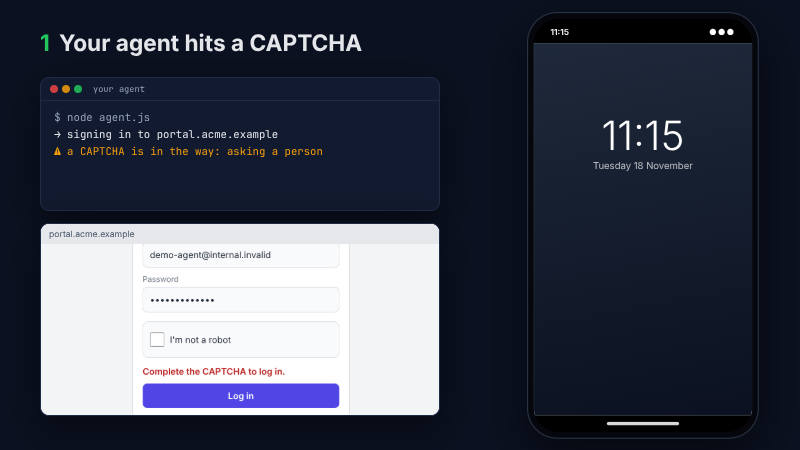 1 Your agent hits a CAPTCHA
your agent
$ node agent.js
→ signing in to portal.acme.example
⚠ a CAPTCHA is in the way: asking a person
portal.acme.example
demo-agent@internal.invalid
Password
•••••••••••••
I'm not a robot
Complete the CAPTCHA to log in.
Log in
11:15
11:15
Tuesday 18 November